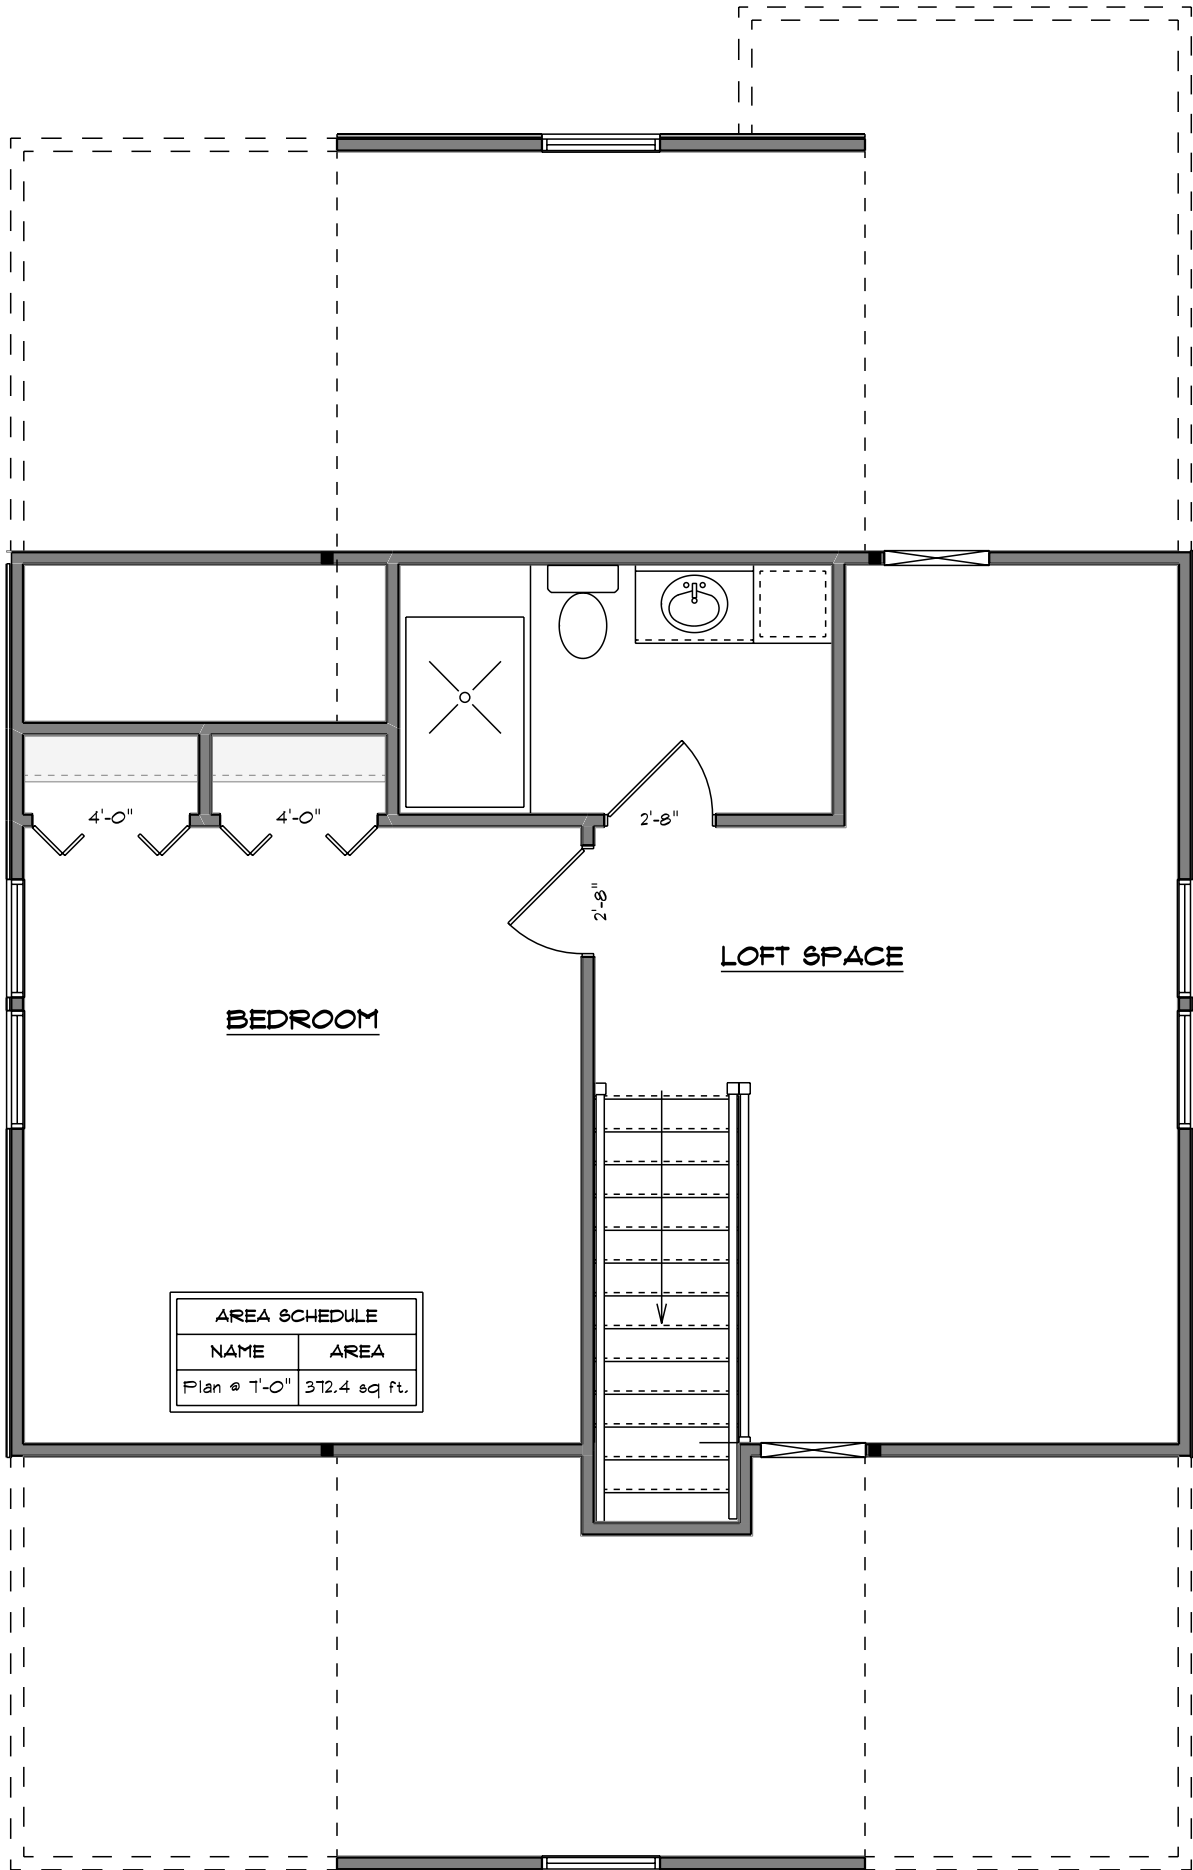 4'-0"
4'-0"
2'-8"
2'-8"
LOFT SPACE
BEDROOM
AREA SCHEDULE
NAME AREA
Plan @ 7'-0" 372.4 sq ft.